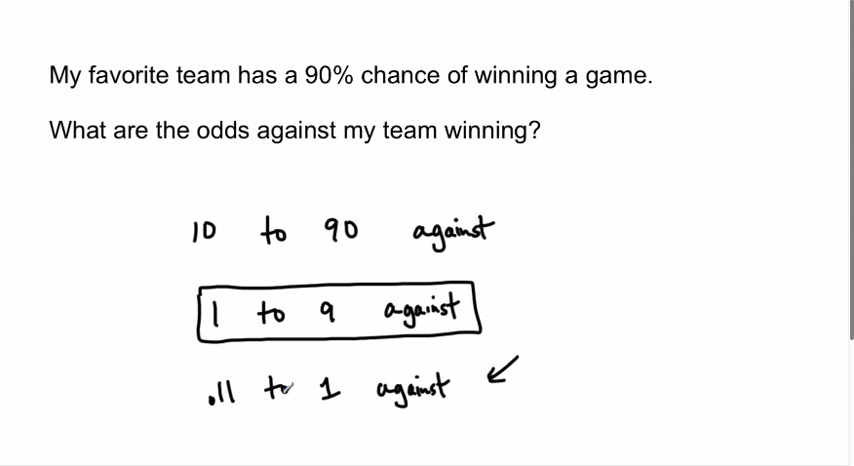 My favorite team has a 90% chance of winning a game.
What are the odds against my team winning?
10 to 90 against
1 to 9 against
.11 to 1 against